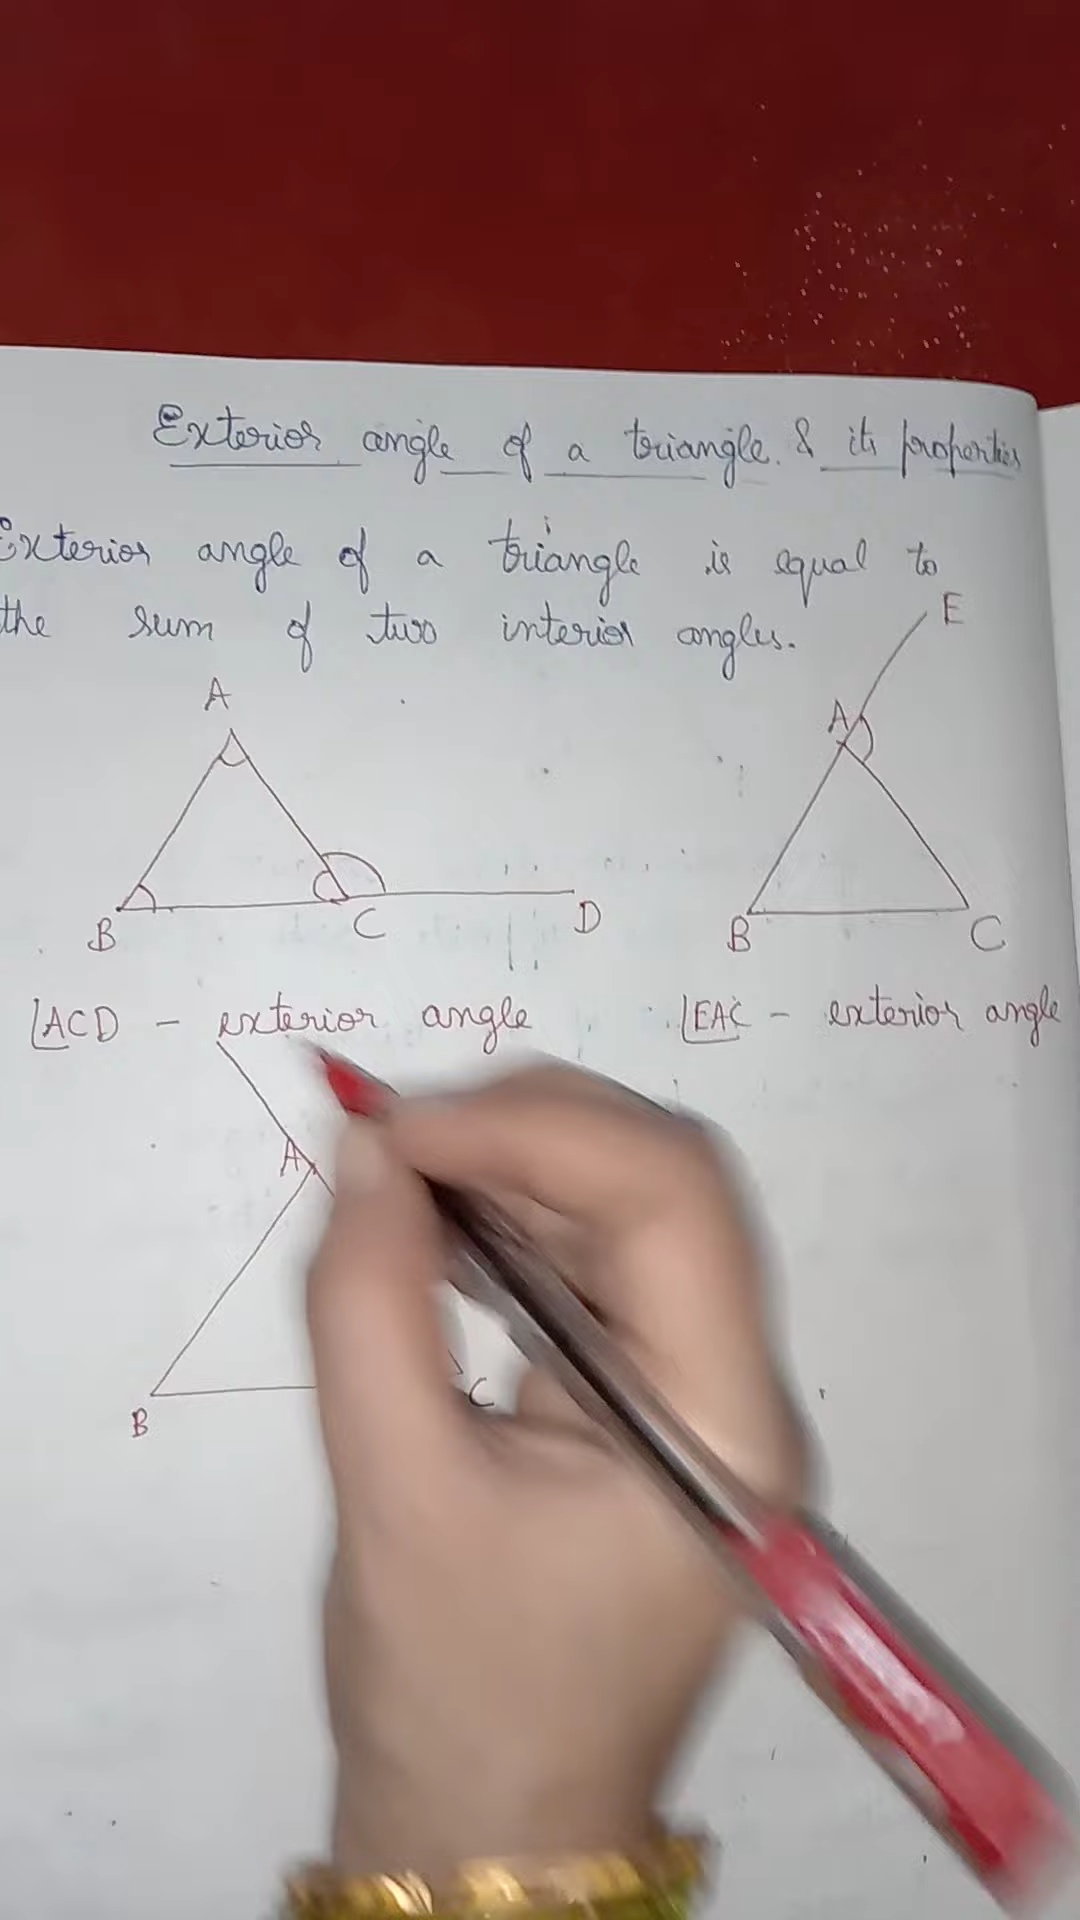 Exterior angle of a triangle & its properties
Exterior angle of a triangle is equal to
the sum of two interior angles.
A
B C D
E
A
B C
∠ACD - exterior angle
∠EAC - exterior angle
A
B C